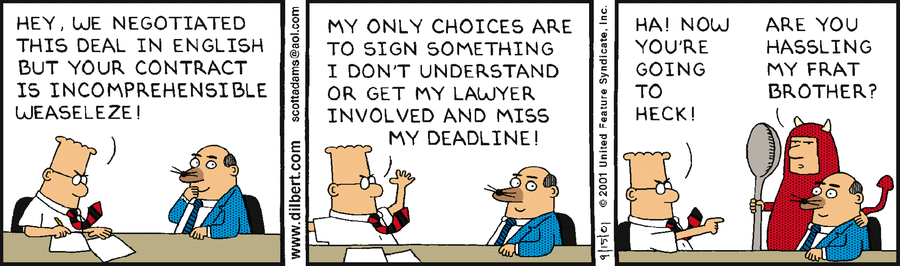 HEY, WE NEGOTIATED
THIS DEAL IN ENGLISH
BUT YOUR CONTRACT
IS INCOMPREHENSIBLE
WEASELEZE!
www.dilbert.com
scottadams@aol.com
MY ONLY CHOICES ARE
TO SIGN SOMETHING
I DON'T UNDERSTAND
OR GET MY LAWYER
INVOLVED AND MISS
MY DEADLINE!
9/15/01
© 2001 United Feature Syndicate, Inc.
HA! NOW
YOU'RE
GOING
TO
HECK!
ARE YOU
HASSLING
MY FRAT
BROTHER?